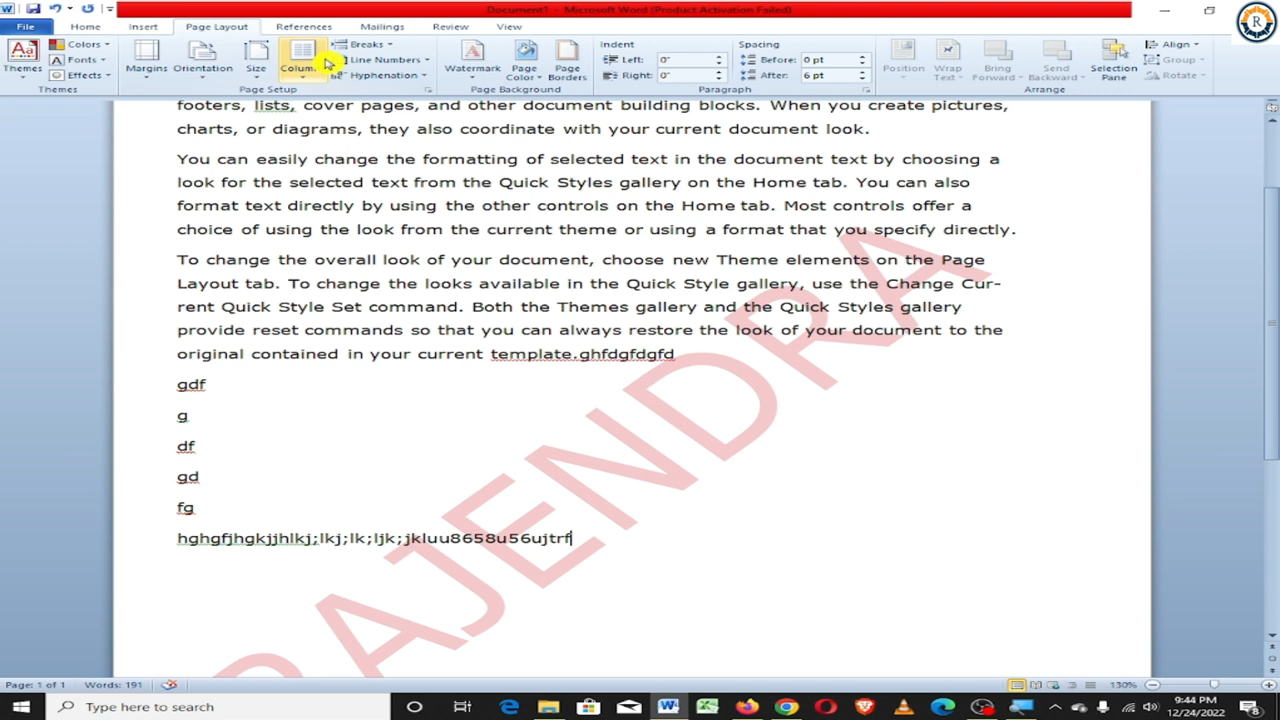 Document1 - Microsoft Word (Product Activation Failed)
File Home Insert Page Layout References Mailings Review View
Themes Colors Fonts Effects
Themes
Margins Orientation Size Breaks Line Numbers Hyphenation
Page Setup
Watermark Page Color Page Borders
Page Background
Indent Left: 0" Right: 0"
Spacing Before: 0 pt After: 6 pt
Paragraph
Position Wrap Text Bring Forward Send Backward Selection Pane Align Group Rotate
Arrange
R
footers, lists, cover pages, and other document building blocks. When you create pictures,
charts, or diagrams, they also coordinate with your current document look.
You can easily change the formatting of selected text in the document text by choosing a
look for the selected text from the Quick Styles gallery on the Home tab. You can also
format text directly by using the other controls on the Home tab. Most controls offer a
choice of using the look from the current theme or using a format that you specify directly.
To change the overall look of your document, choose new Theme elements on the Page
Layout tab. To change the looks available in the Quick Style gallery, use the Change Cur-
rent Quick Style Set command. Both the Themes gallery and the Quick Styles gallery
provide reset commands so that you can always restore the look of your document to the
original contained in your current template.ghfdgfdgfd
gdf
g
df
gd
fg
hghgfjhgkjjhlkj;lkj;lk;ljk;jkluu8658u56ujtrf
RAJENDRA
Page: 1 of 1 Words: 191 130%
Type here to search
9:44 PM
12/24/2022
8